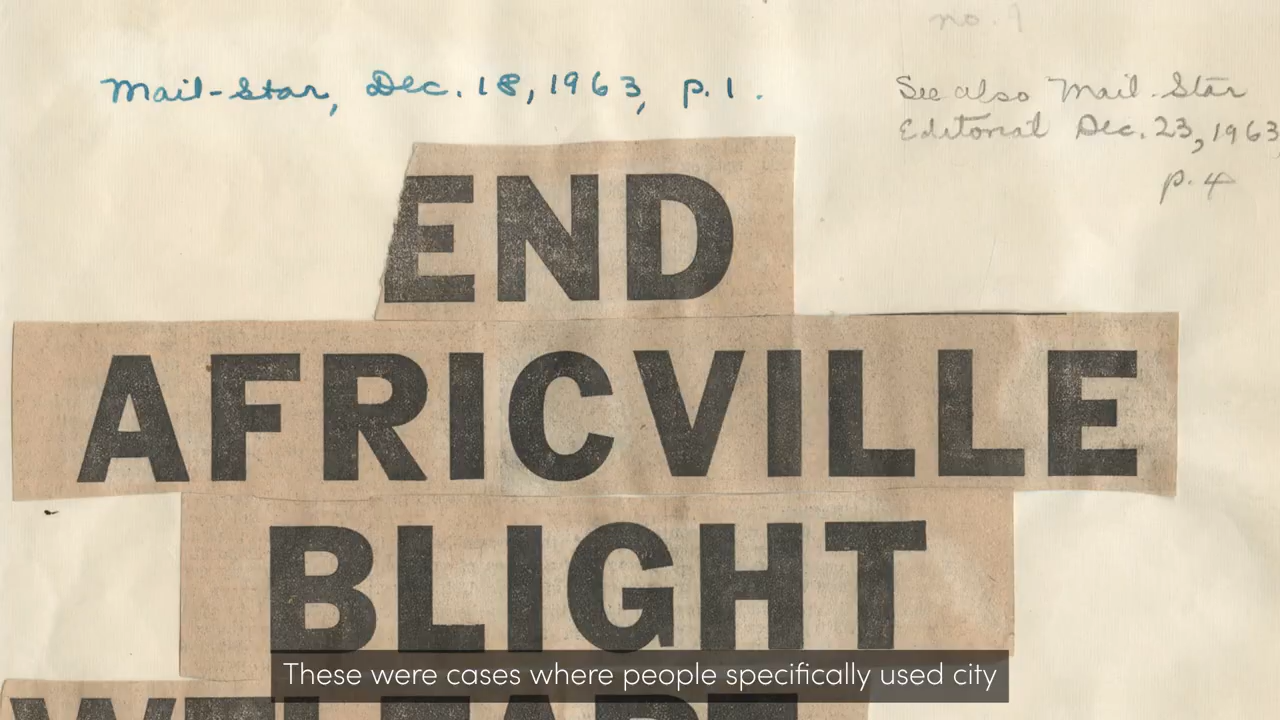 no. 1
Mail-Star, Dec. 18, 1963, p. 1.
See also Mail-Star
Editorial Dec. 23, 1963,
p. 4
END
AFRICVILLE
BLIGHT
These were cases where people specifically used city